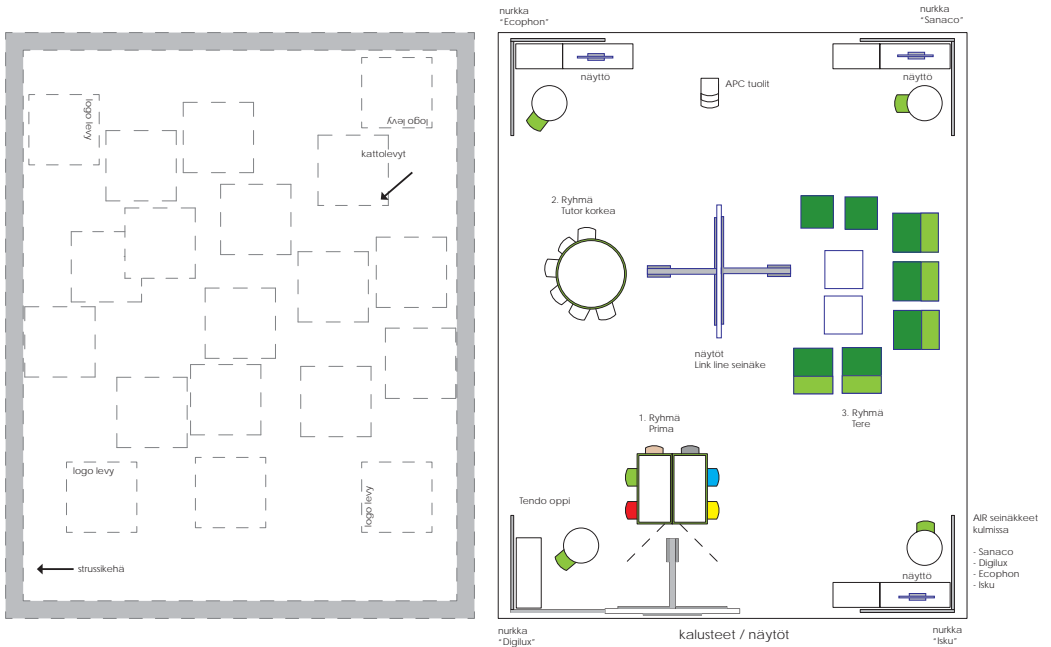 logo levy
logo levy
kattolevyt
logo levy
logo levy
strussikehä
nurkka
"Ecophon"
nurkka
"Sanaco"
näyttö
näyttö
APC tuolit
2. Ryhmä
Tutor korkea
näytöt
Link line seinäke
3. Ryhmä
Tere
1. Ryhmä
Prima
Tendo oppi
AIR seinäkkeet
kulmissa
- Sanaco
- Digilux
- Ecophon
- Isku
näyttö
nurkka
"Digilux"
kalusteet / näytöt
nurkka
"Isku"